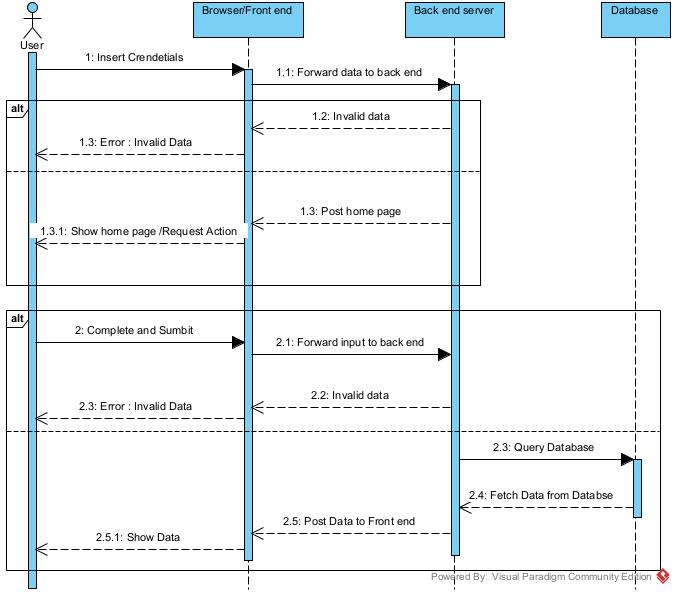 Browser/Front end
Back end server
Database
User
1: Insert Crendetials
1.1: Forward data to back end
alt
1.2: Invalid data
1.3: Error : Invalid Data
1.3: Post home page
1.3.1: Show home page /Request Action
alt
2: Complete and Sumbit
2.1: Forward input to back end
2.2: Invalid data
2.3: Error : Invalid Data
2.3: Query Database
2.4: Fetch Data from Databse
2.5: Post Data to Front end
2.5.1: Show Data
Powered By Visual Paradigm Community Edition